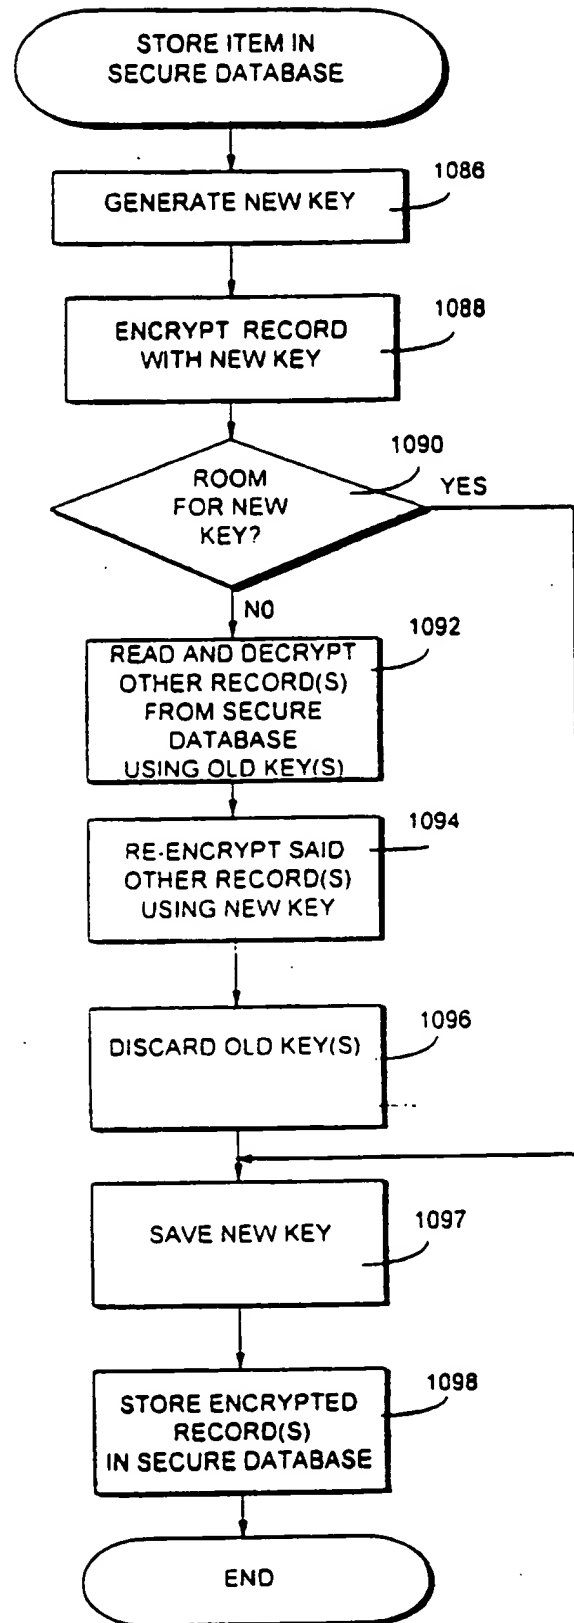 STORE ITEM IN
SECURE DATABASE
1086
GENERATE NEW KEY
1088
ENCRYPT RECORD
WITH NEW KEY
1090
ROOM
FOR NEW
KEY?
YES
NO
1092
READ AND DECRYPT
OTHER RECORD(S)
FROM SECURE
DATABASE
USING OLD KEY(S)
1094
RE-ENCRYPT SAID
OTHER RECORD(S)
USING NEW KEY
1096
DISCARD OLD KEY(S)
SAVE NEW KEY
1097
1098
STORE ENCRYPTED
RECORD(S)
IN SECURE DATABASE
END